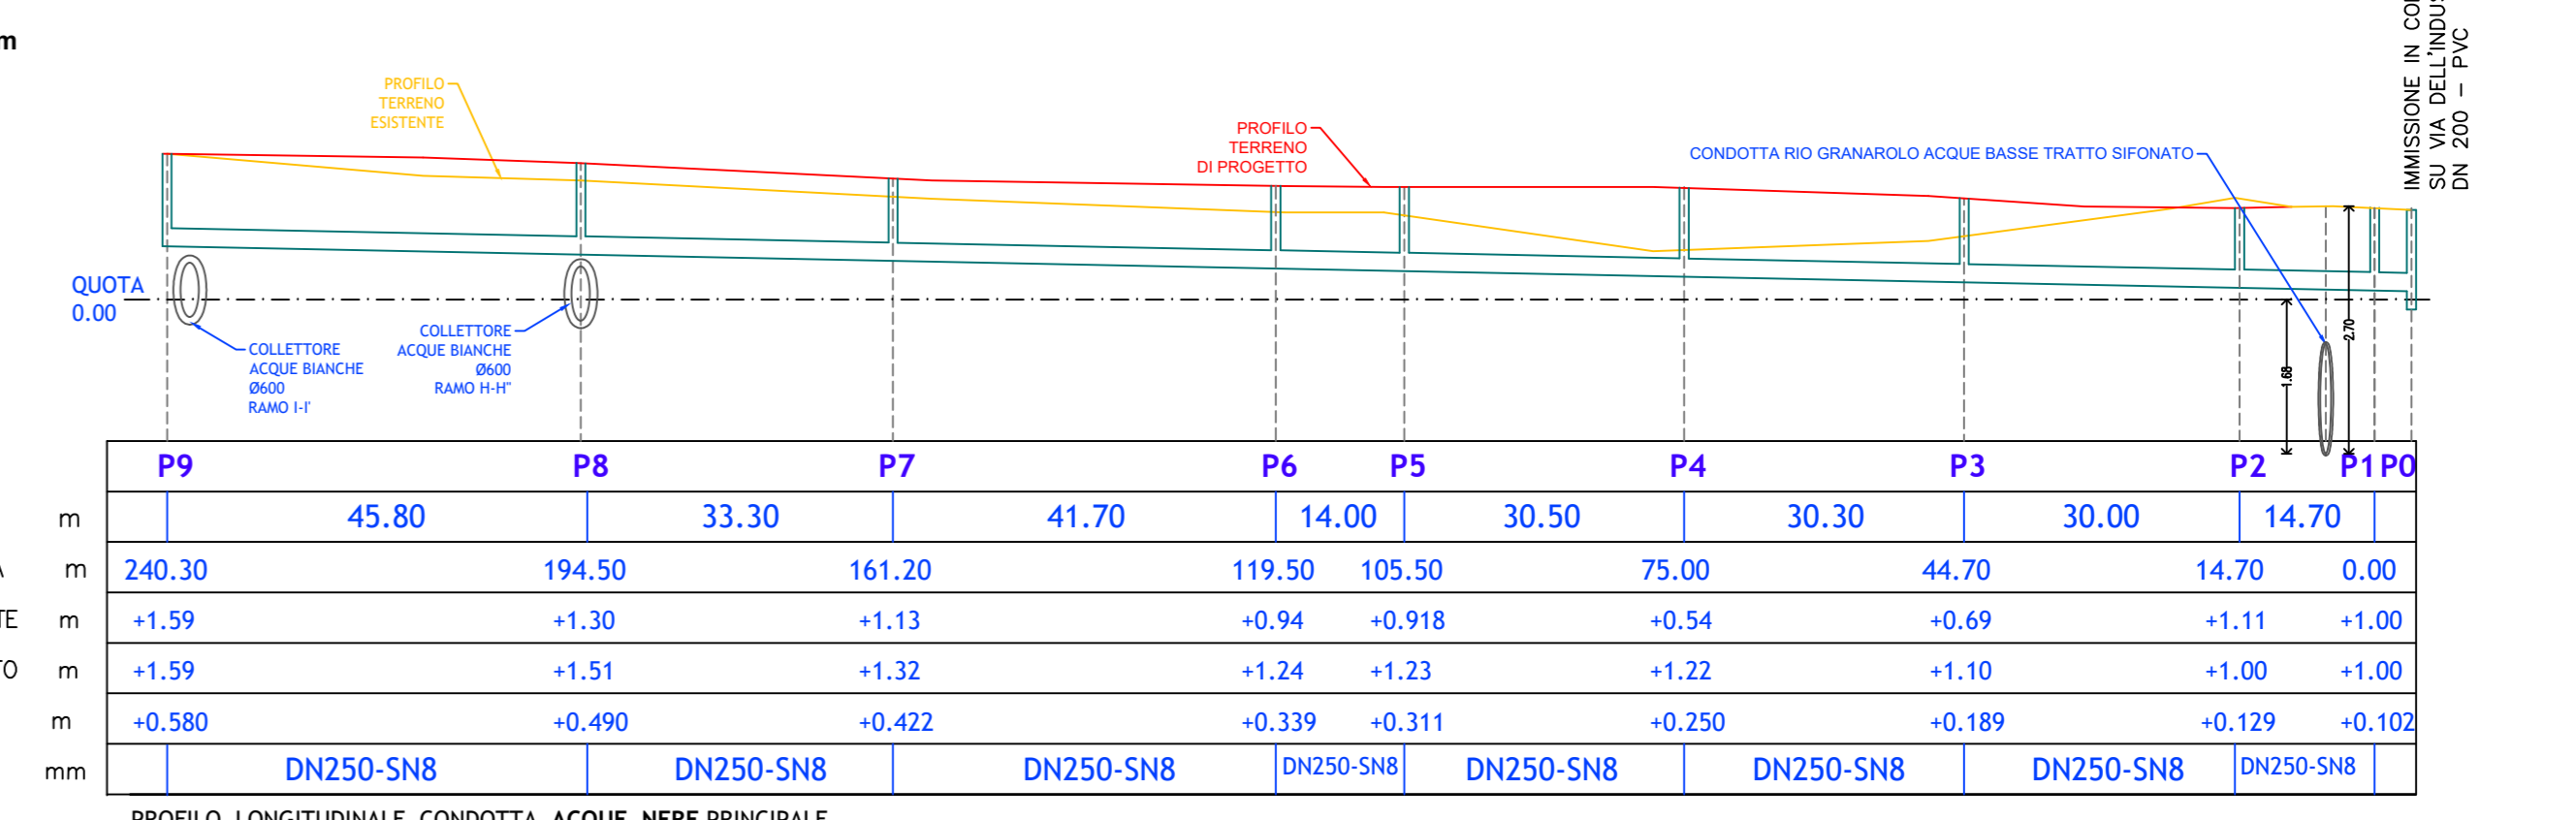 m
PROFILO
TERRENO
ESISTENTE
PROFILO
TERRENO
DI PROGETTO
CONDOTTA RIO GRANAROLO ACQUE BASSE TRATTO SIFONATO
IMMISSIONE IN
SU VIA
DN 200 – PVC
QUOTA
0.00
COLLETTORE
ACQUE BIANCHE
Ø600
RAMO I-I'
COLLETTORE
ACQUE BIANCHE
Ø600
RAMO H-H"
1.68
2.70
P9 P8 P7 P6 P5 P4 P3 P2 P1 P0
m 45.80 33.30 41.70 14.00 30.50 30.30 30.00 14.70
A m 240.30 194.50 161.20 119.50 105.50 75.00 44.70 14.70 0.00
TE m +1.59 +1.30 +1.13 +0.94 +0.918 +0.54 +0.69 +1.11 +1.00
TO m +1.59 +1.51 +1.32 +1.24 +1.23 +1.22 +1.10 +1.00 +1.00
m +0.580 +0.490 +0.422 +0.339 +0.311 +0.250 +0.189 +0.129 +0.102
mm DN250-SN8 DN250-SN8 DN250-SN8 DN250-SN8 DN250-SN8 DN250-SN8 DN250-SN8 DN250-SN8
PROFILO LONGITUDINALE CONDOTTA ACQUE NERE PRINCIPALE